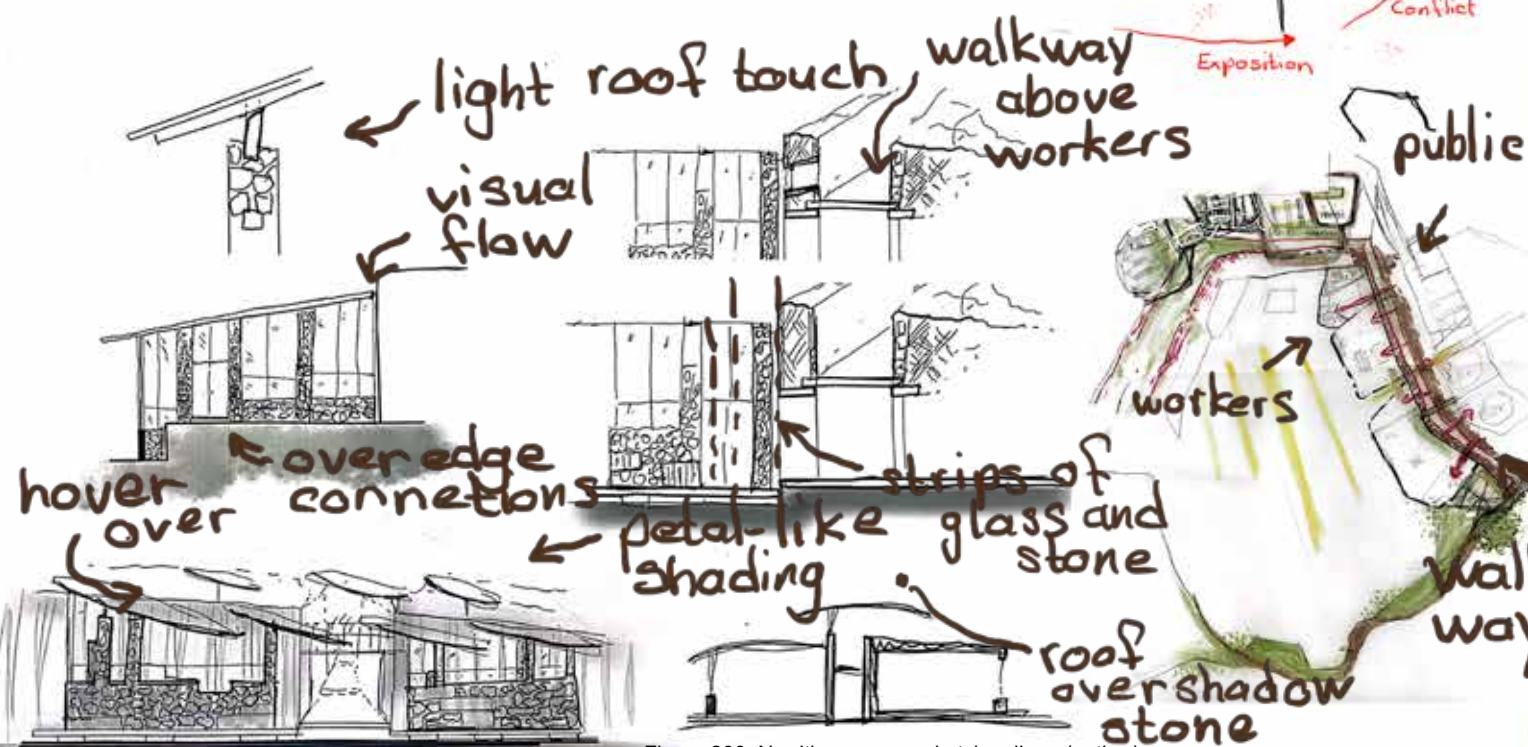 Conflict
Exposition
light roof touch
walkway
above
workers
public
visual
flow
workers
over edge
connetions
hover
over
strips of
glass and
stone
petal-like
shading
wal
way
roof
overshadow
stone